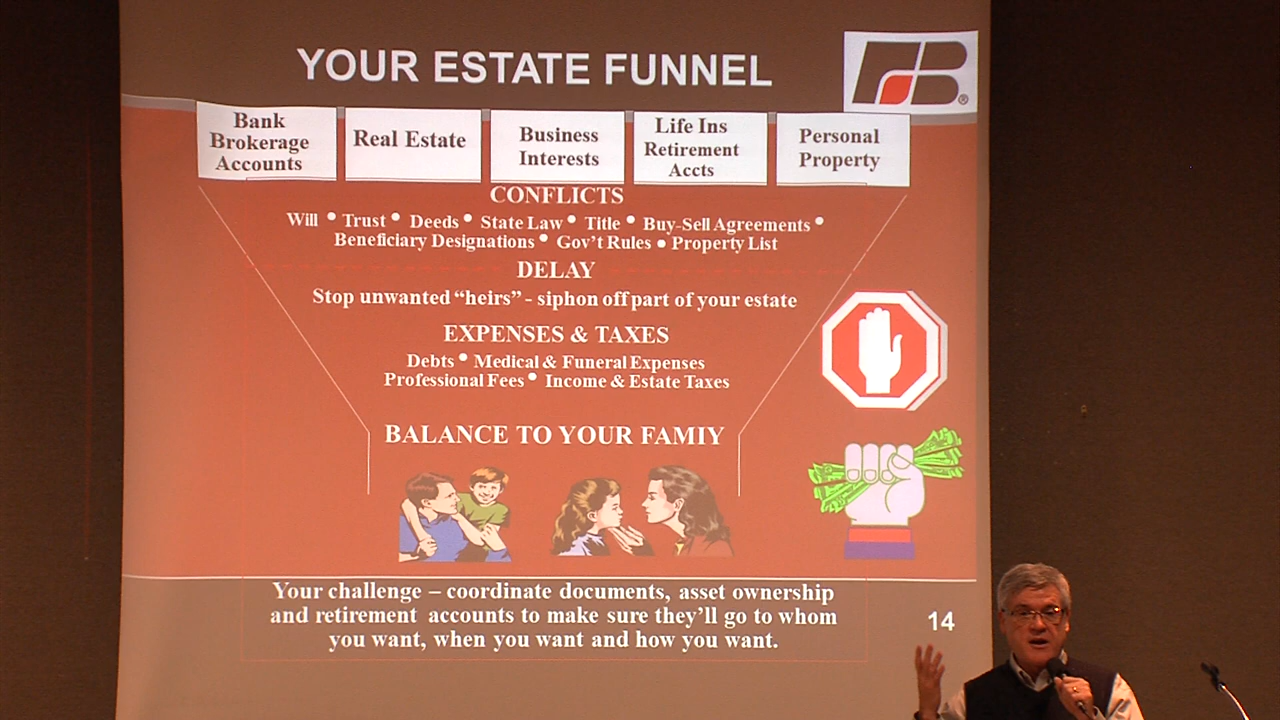 YOUR ESTATE FUNNEL
FB®
Bank
Brokerage
Accounts
Real Estate
Business
Interests
Life Ins
Retirement
Accts
Personal
Property
CONFLICTS
Will • Trust • Deeds • State Law • Title • Buy-Sell Agreements •
Beneficiary Designations • Gov't Rules • Property List
DELAY
Stop unwanted “heirs” - siphon off part of your estate
EXPENSES & TAXES
Debts • Medical & Funeral Expenses
Professional Fees • Income & Estate Taxes
BALANCE TO YOUR FAMIY
Your challenge – coordinate documents, asset ownership
and retirement accounts to make sure they’ll go to whom
you want, when you want and how you want.
14